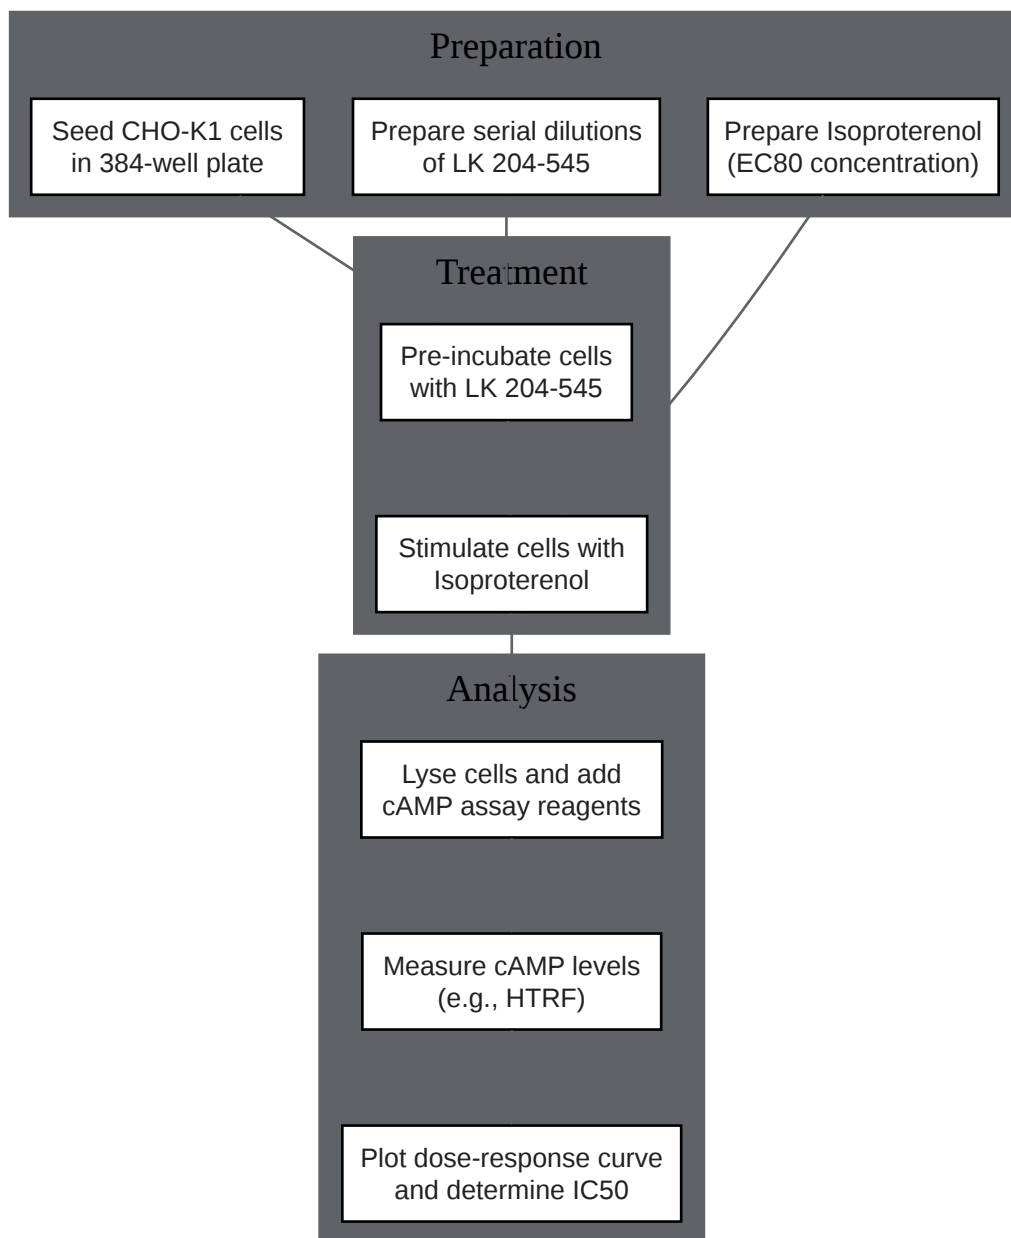 Preparation
Seed CHO-K1 cells
in 384-well plate
Prepare serial dilutions
of LK 204-545
Prepare Isoproterenol
(EC80 concentration)
Treatment
Pre-incubate cells
with LK 204-545
Stimulate cells with
Isoproterenol
Analysis
Lyse cells and add
cAMP assay reagents
Measure cAMP levels
(e.g., HTRF)
Plot dose-response curve
and determine IC50